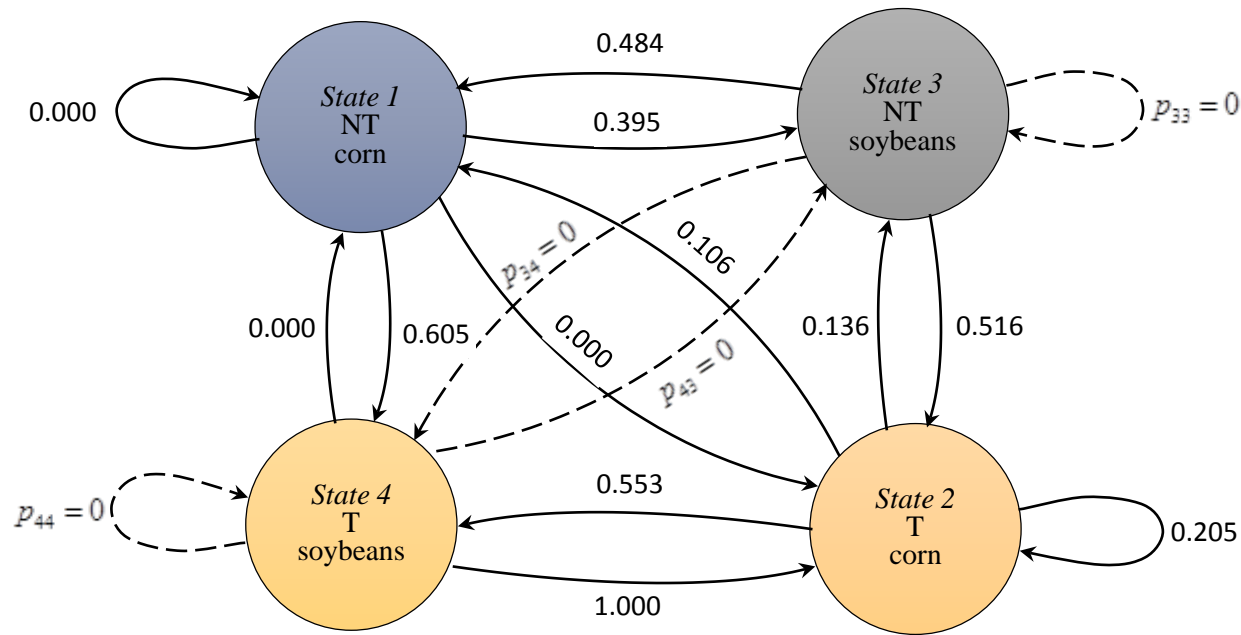 0.484
State 1
NT
corn
State 3
NT
soybeans
0.000
0.395
p₃₃ = 0
0.106
p₃₄ = 0
0.000
0.605
0.000
0.136
0.516
p₄₃ = 0
0.553
State 4
T
soybeans
State 2
T
corn
p₄₄ = 0
0.205
1.000